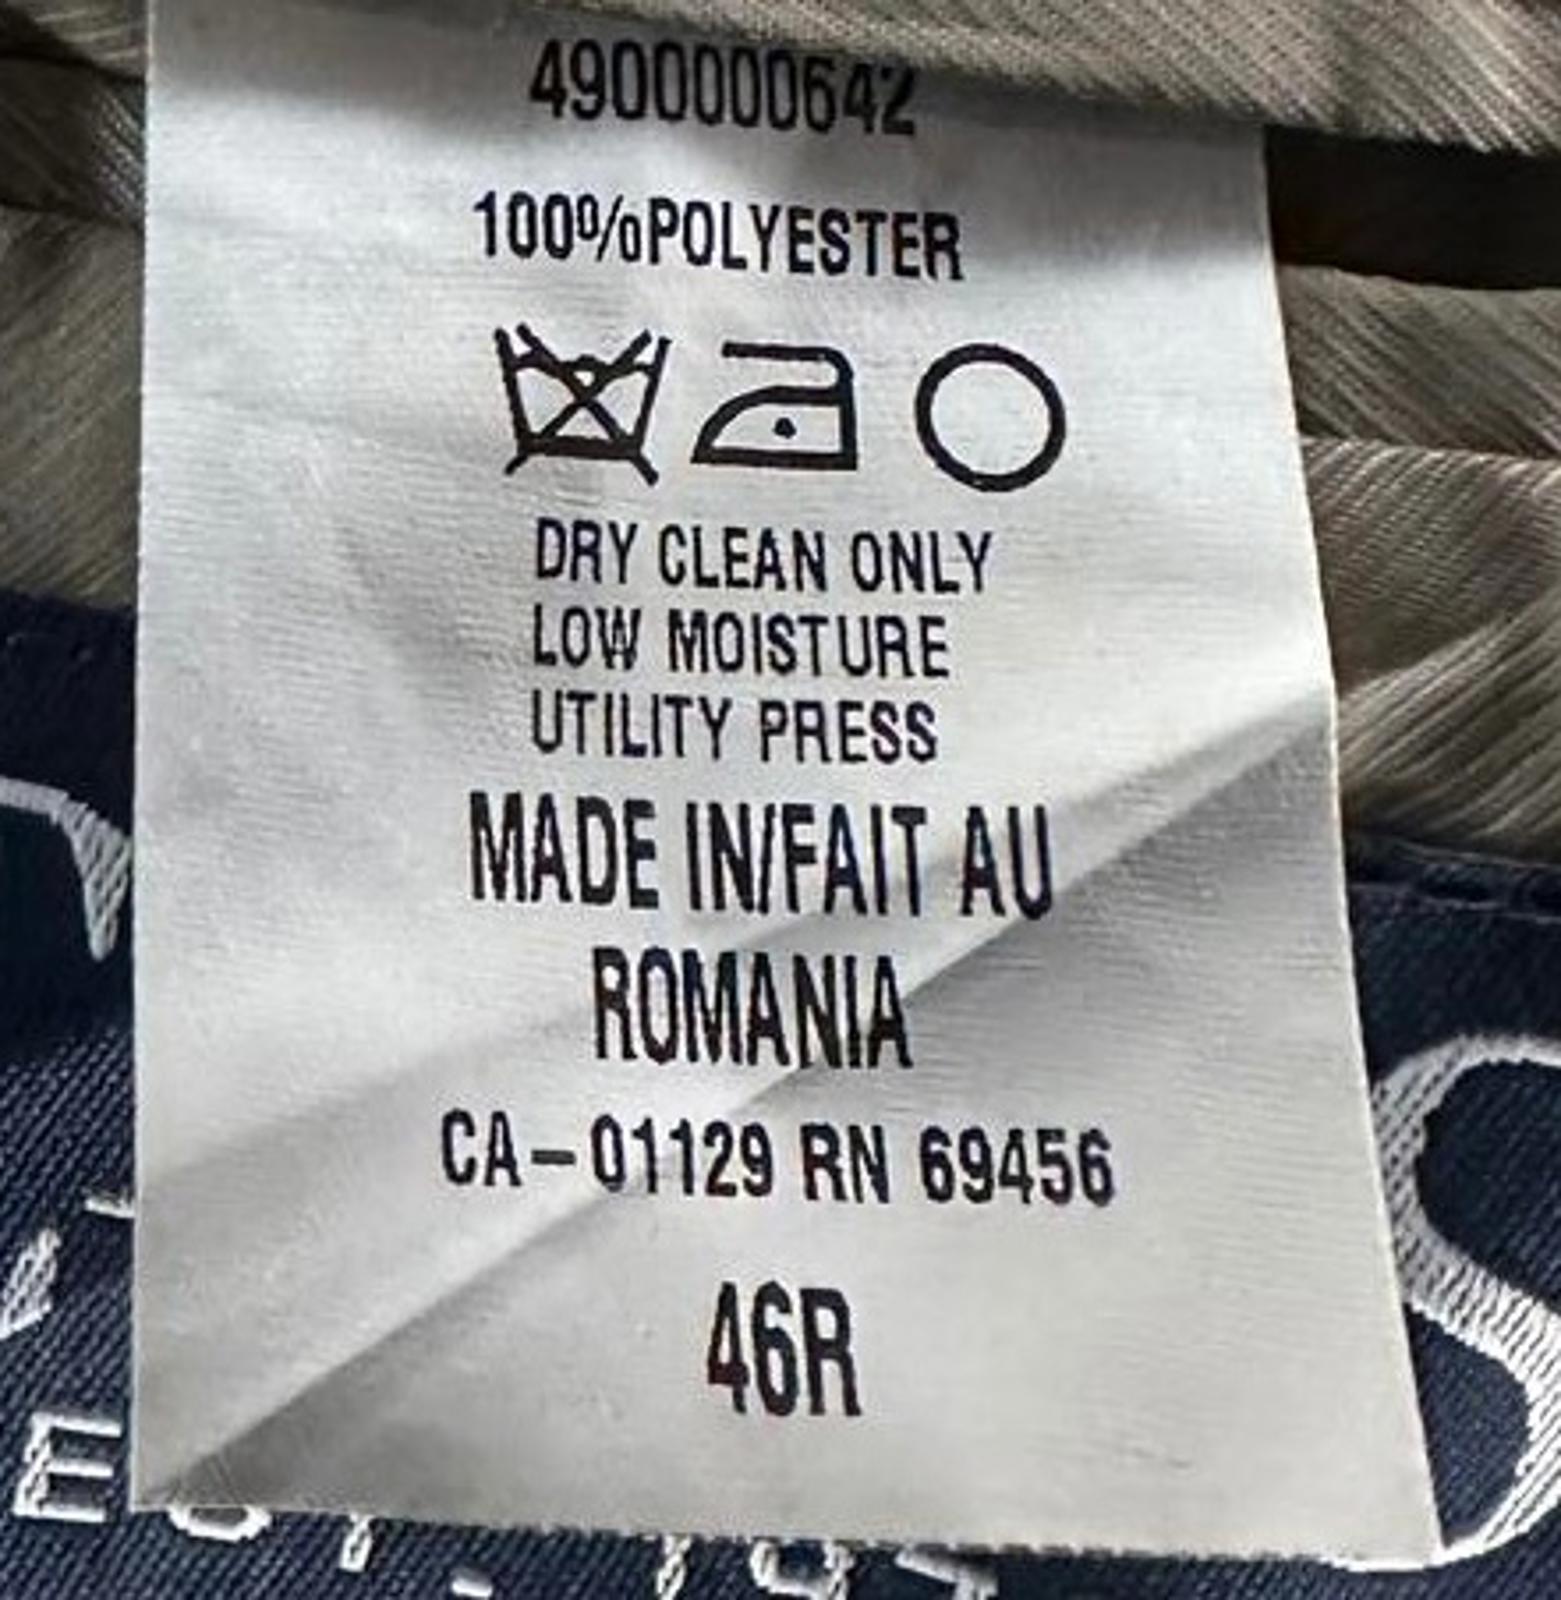 4900000642
100%POLYESTER
DRY CLEAN ONLY
LOW MOISTURE
UTILITY PRESS
MADE IN/FAIT AU
ROMANIA
CA-01129 RN 69456
46R